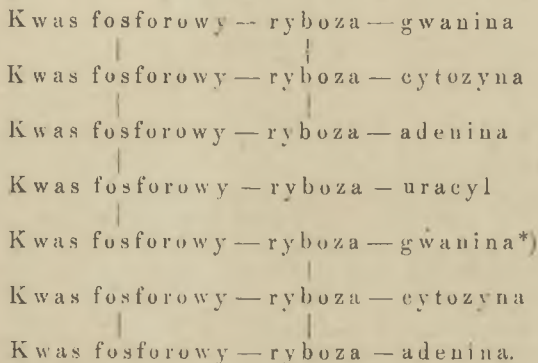 Kwas fosforowy — ryboza — gwanina
Kwas fosforowy — ryboza — cytozyna
Kwas fosforowy — ryboza — adenina
Kwas fosforowy — ryboza — uracyl
Kwas fosforowy — ryboza — gwanina*)
Kwas fosforowy — ryboza — cytozyna
Kwas fosforowy — ryboza — adenina.